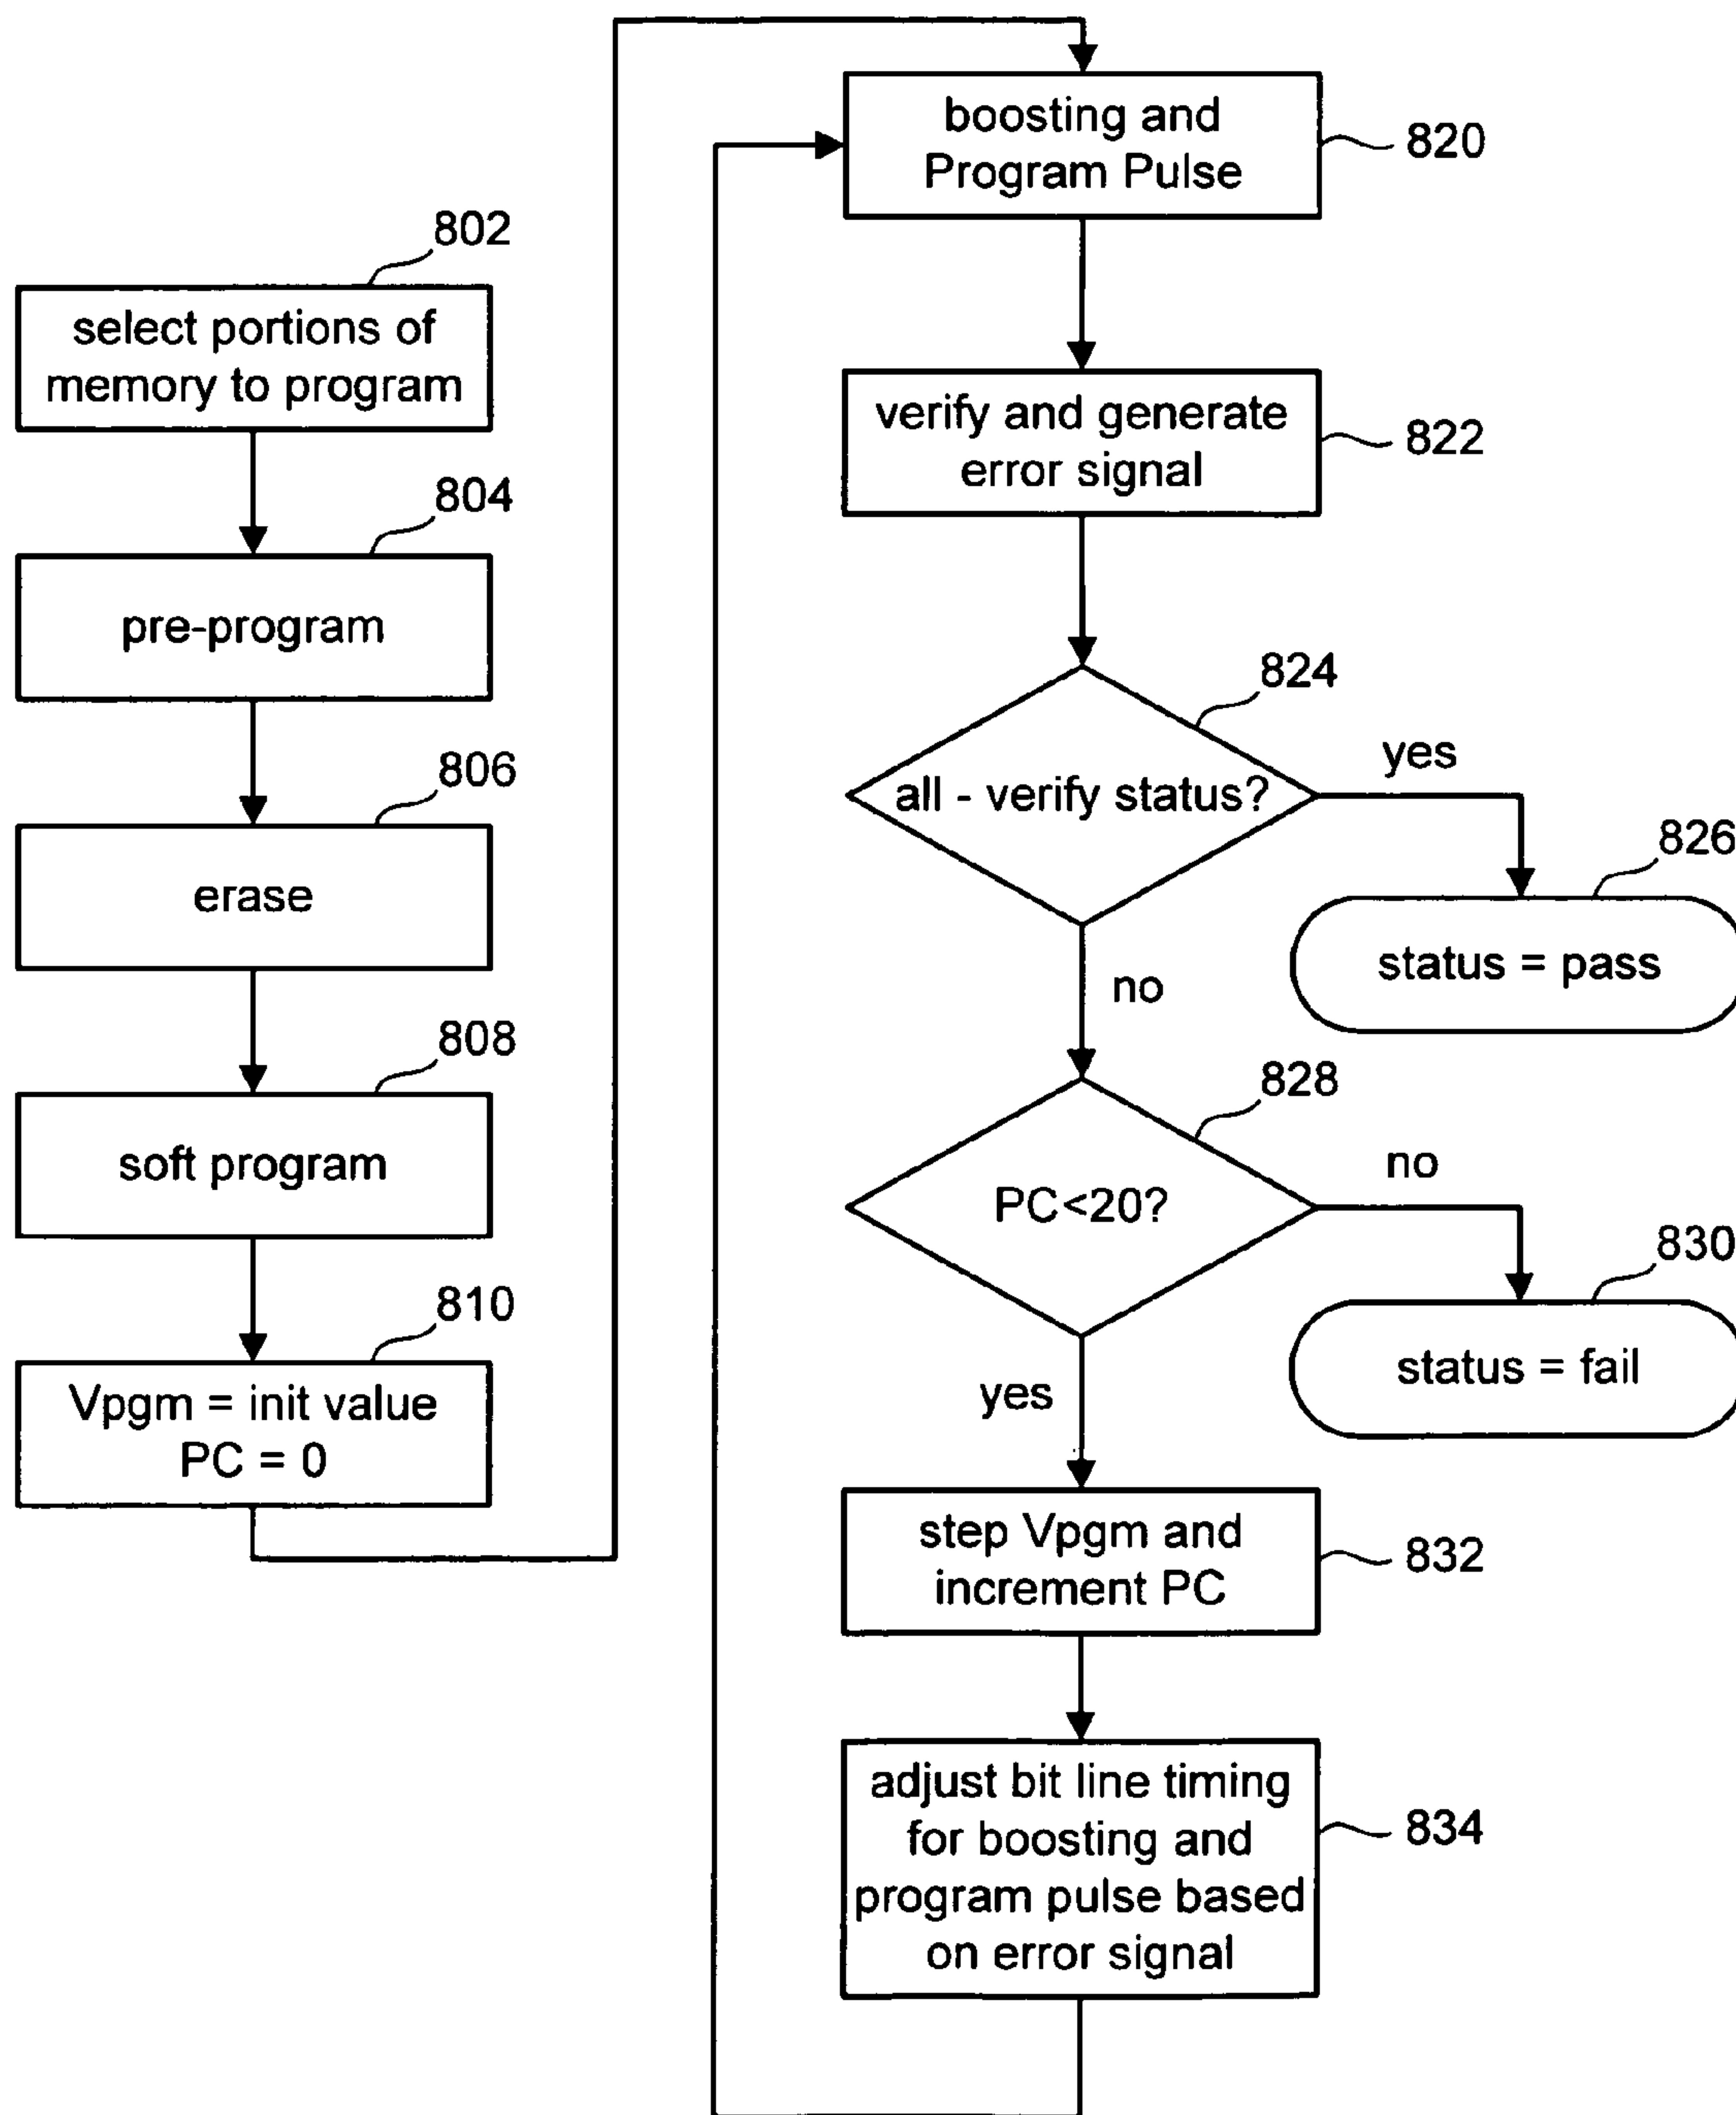 802
select portions of
memory to program
804
pre-program
806
erase
808
soft program
810
Vpgm = init value
PC = 0
boosting and
Program Pulse
820
verify and generate
error signal
822
824
all - verify status?
yes
826
status = pass
no
828
PC<20?
no
830
status = fail
yes
step Vpgm and
increment PC
832
adjust bit line timing
for boosting and
program pulse based
on error signal
834